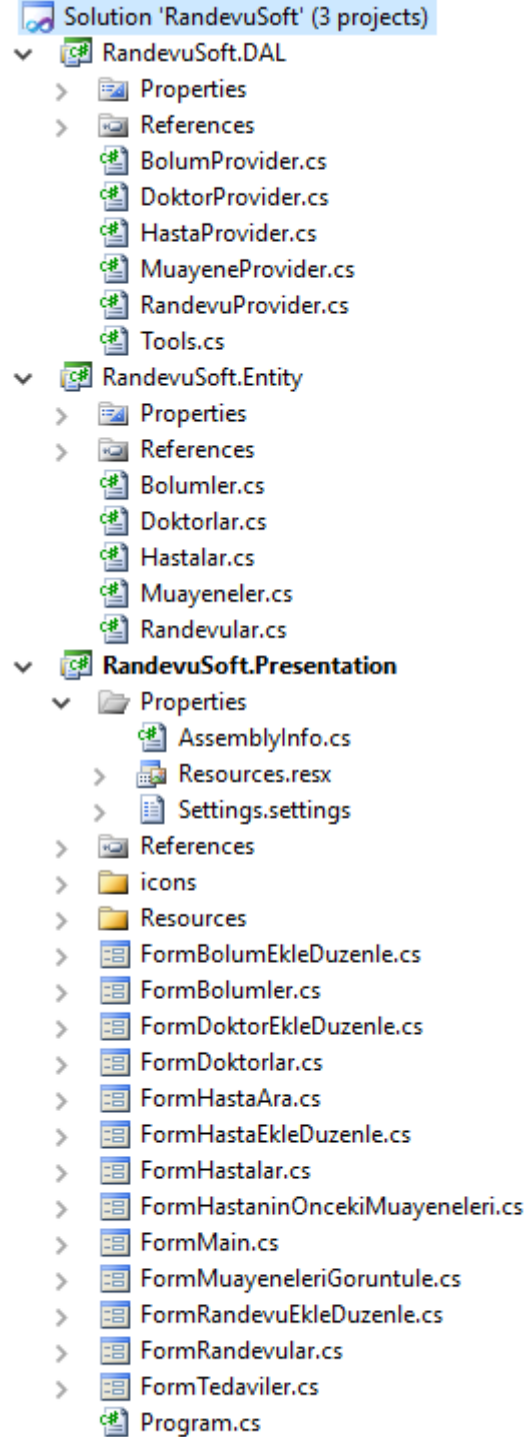 Solution 'RandevuSoft' (3 projects)
RandevuSoft.DAL
Properties
References
BolumProvider.cs
DoktorProvider.cs
HastaProvider.cs
MuayeneProvider.cs
RandevuProvider.cs
Tools.cs
RandevuSoft.Entity
Properties
References
Bolumler.cs
Doktorlar.cs
Hastalar.cs
Muayeneler.cs
Randevular.cs
RandevuSoft.Presentation
Properties
AssemblyInfo.cs
Resources.resx
Settings.settings
References
icons
Resources
FormBolumEkleDuzenle.cs
FormBolumler.cs
FormDoktorEkleDuzenle.cs
FormDoktorlar.cs
FormHastaAra.cs
FormHastaEkleDuzenle.cs
FormHastalar.cs
FormHastaninOncekiMuayeneleri.cs
FormMain.cs
FormMuayeneleriGoruntule.cs
FormRandevuEkleDuzenle.cs
FormRandevular.cs
FormTedaviler.cs
Program.cs